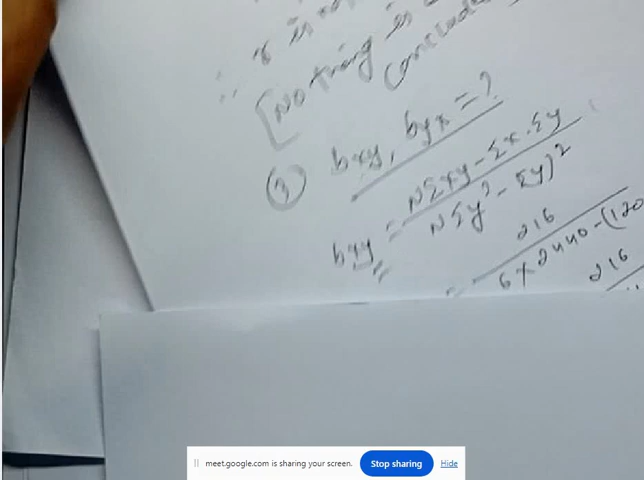 ∴ r is not
[Nothing is
Conclude
(3) bxy, byx = ?
bxy = NΣxy - Σx.Σy / NΣy² - Σy)²
= 216 / 6 × 2440 - (120
216
meet.google.com is sharing your screen. Stop sharing Hide